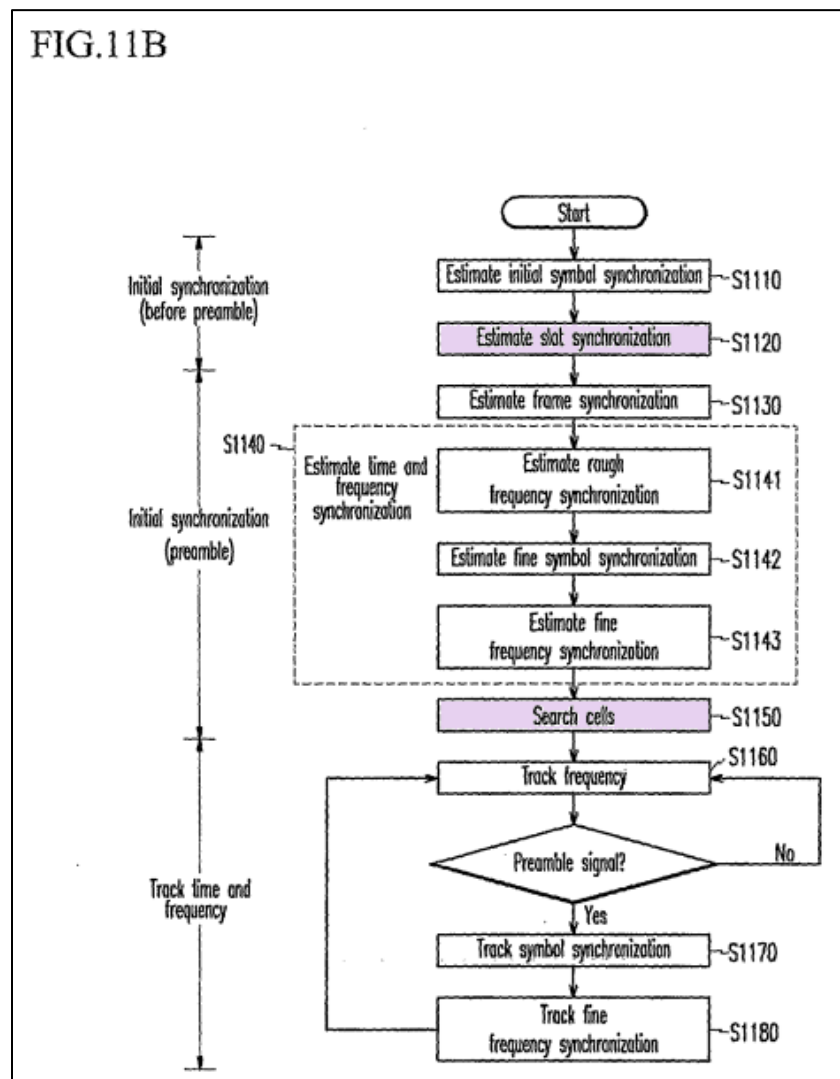 FIG.11B
Start
Initial synchronization
(before preamble)
Estimate initial symbol synchronization
S1110
Estimate slot synchronization
S1120
Estimate frame synchronization
S1130
S1140
Estimate time and
frequency
synchronization
Estimate rough
frequency synchronization
S1141
Initial synchronization
(preamble)
Estimate fine symbol synchronization
S1142
Estimate fine
frequency synchronization
S1143
Search cells
S1150
S1160
Track frequency
Preamble signal?
No
Yes
Track time and
frequency
Track symbol synchronization
S1170
Track fine
frequency synchronization
S1180